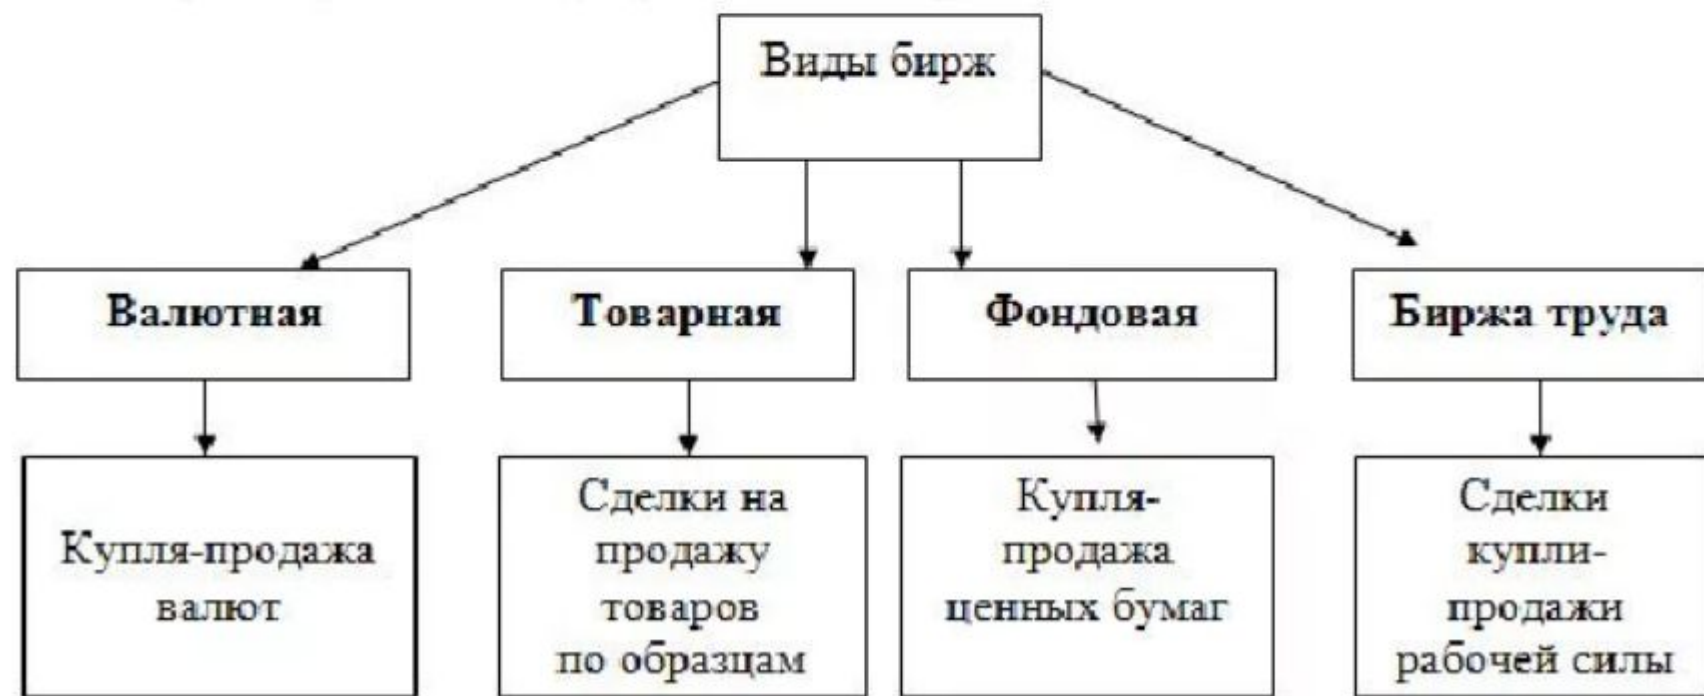 Виды бирж
Валютная
Товарная
Фондовая
Биржа труда
Купля-продажа
валют
Сделки на
продажу
товаров
по образцам
Купля-
продажа
ценных бумаг
Сделки
купли-
продажи
рабочей силы